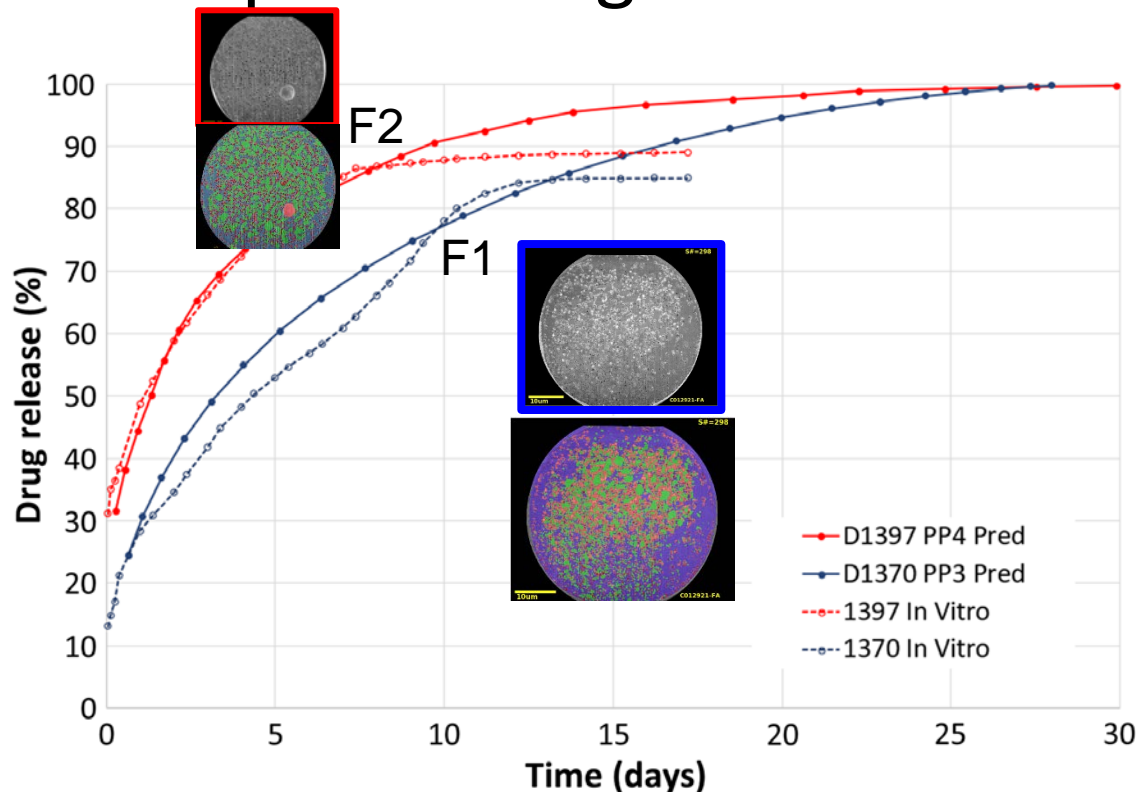 F2
F1
S#=298
10um
C012921-FA
S#=298
10um
C012921-FA
Drug release (%)
100
90
80
70
60
50
40
30
20
10
0
0 5 10 15 20 25 30
Time (days)
D1397 PP4 Pred
D1370 PP3 Pred
1397 In Vitro
1370 In Vitro